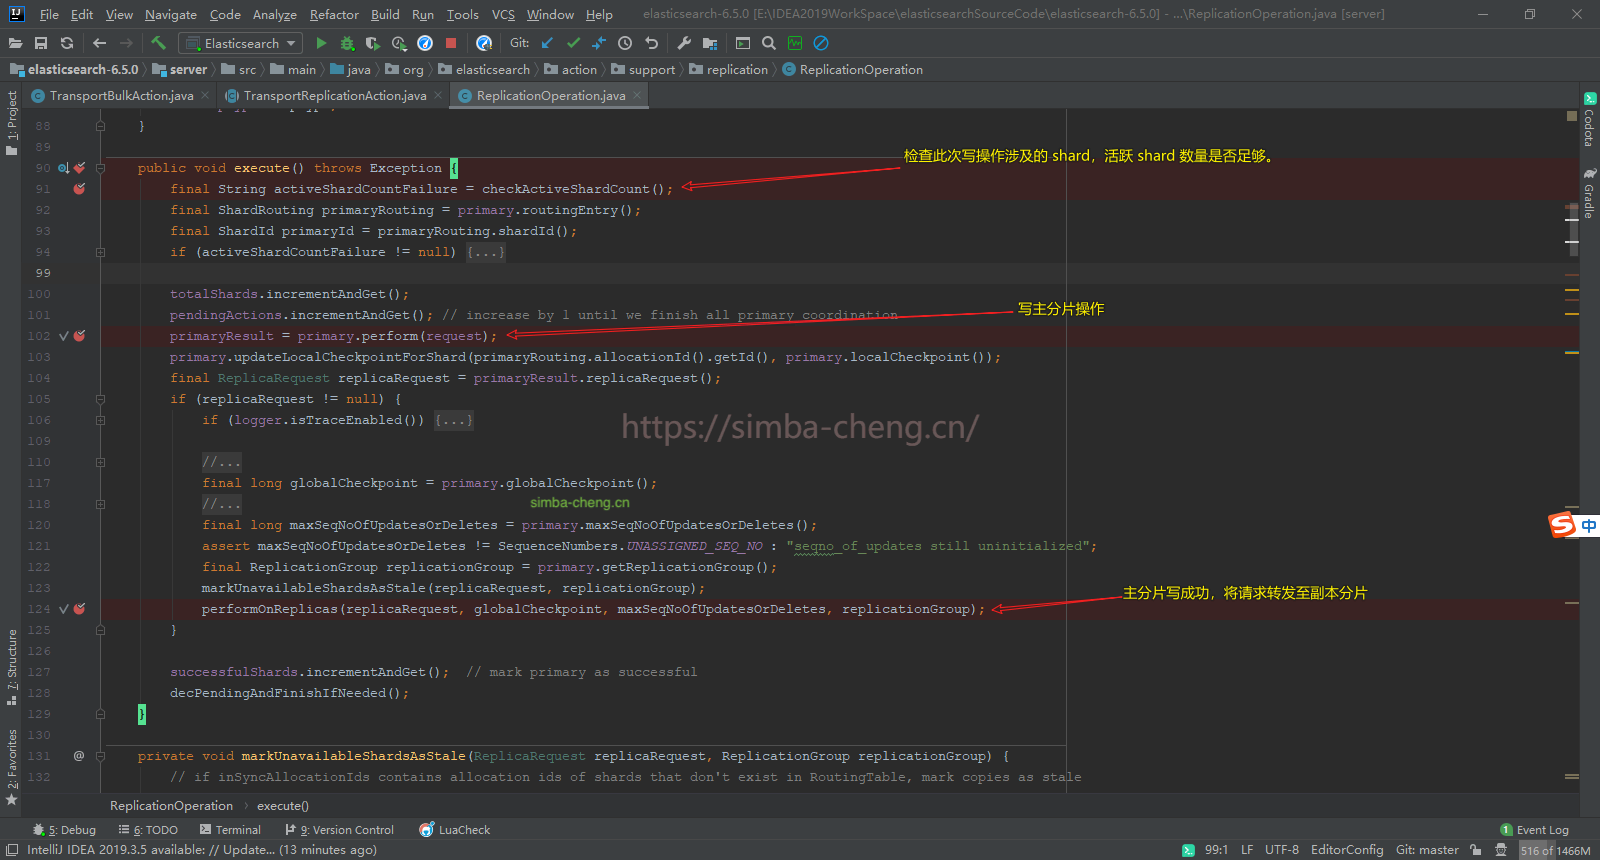 File Edit View Navigate Code Analyze Refactor Build Run Tools VCS Window Help elasticsearch-6.5.0 [E:\IDEA2019WorkSpace\elasticsearchSourceCode\elasticsearch-6.5.0] - ...\ReplicationOperation.java [server]
Elasticsearch Git:
elasticsearch-6.5.0 server src main java org elasticsearch action support replication ReplicationOperation
TransportBulkAction.java TransportReplicationAction.java ReplicationOperation.java
1: Project
7: Structure
2: Favorites
Codota
Gradle
88 }
89
90 public void execute() throws Exception {
检查此次写操作涉及的 shard，活跃 shard 数量是否足够。
91 final String activeShardCountFailure = checkActiveShardCount();
92 final ShardRouting primaryRouting = primary.routingEntry();
93 final ShardId primaryId = primaryRouting.shardId();
94 if (activeShardCountFailure != null) {...}
99
100 totalShards.incrementAndGet();
101 pendingActions.incrementAndGet(); // increase by 1 until we finish all primary coordination
写主分片操作
102 primaryResult = primary.perform(request);
103 primary.updateLocalCheckpointForShard(primaryRouting.allocationId().getId(), primary.localCheckpoint());
104 final ReplicaRequest replicaRequest = primaryResult.replicaRequest();
105 if (replicaRequest != null) {
106 if (logger.isTraceEnabled()) {...}
https://simba-cheng.cn/
109
110 //...
117 final long globalCheckpoint = primary.globalCheckpoint();
118 //...
simba-cheng.cn
120 final long maxSeqNoOfUpdatesOrDeletes = primary.maxSeqNoOfUpdatesOrDeletes();
121 assert maxSeqNoOfUpdatesOrDeletes != SequenceNumbers.UNASSIGNED_SEQ_NO : "seqno_of_updates still uninitialized";
122 final ReplicationGroup replicationGroup = primary.getReplicationGroup();
123 markUnavailableShardsAsStale(replicaRequest, replicationGroup);
主分片写成功，将请求转发至副本分片
124 performOnReplicas(replicaRequest, globalCheckpoint, maxSeqNoOfUpdatesOrDeletes, replicationGroup);
125 }
126
127 successfulShards.incrementAndGet(); // mark primary as successful
128 decPendingAndFinishIfNeeded();
129 }
130
131 @ private void markUnavailableShardsAsStale(ReplicaRequest replicaRequest, ReplicationGroup replicationGroup) {
132 // if inSyncAllocationIds contains allocation ids of shards that don't exist in RoutingTable, mark copies as stale
S 中
ReplicationOperation › execute()
5: Debug 6: TODO Terminal 9: Version Control LuaCheck 1 Event Log
IntelliJ IDEA 2019.3.5 available: // Update... (13 minutes ago) 99:1 LF UTF-8 EditorConfig Git: master 516 of 1466M